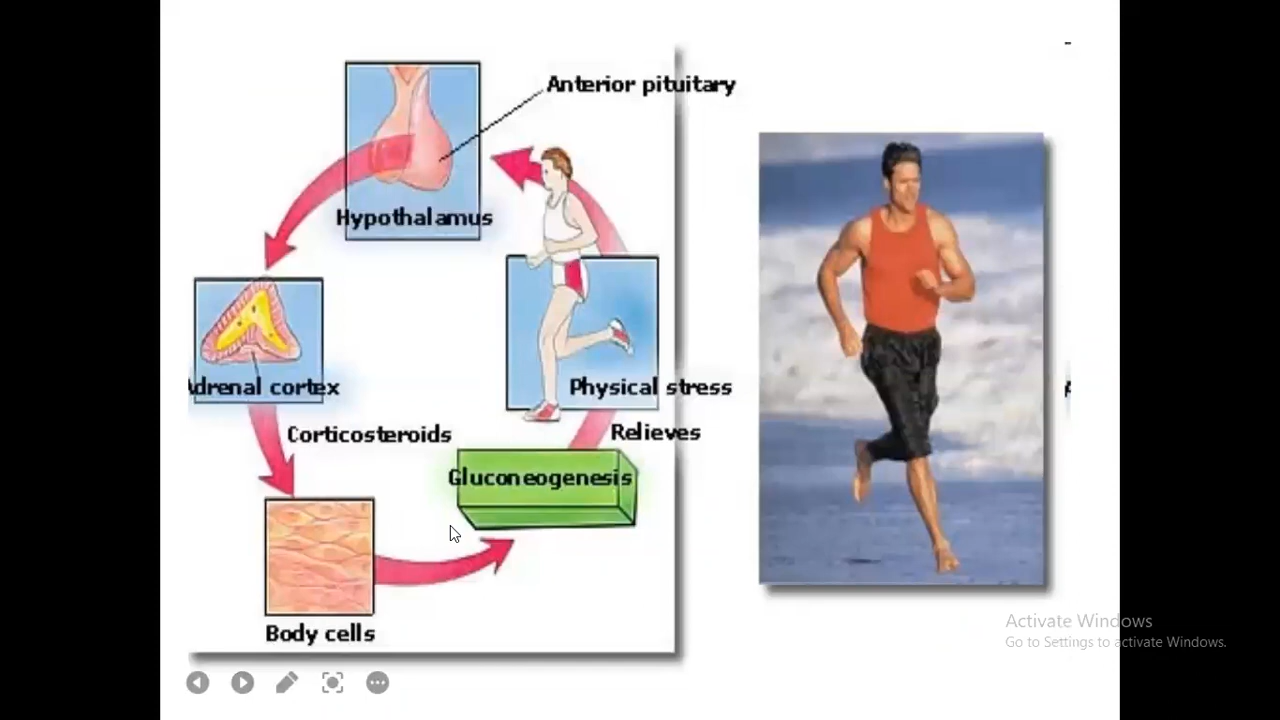 Anterior pituitary
Hypothalamus
Adrenal cortex
Physical stress
Corticosteroids
Relieves
Gluconeogenesis
Body cells
Activate Windows
Go to Settings to activate Windows.